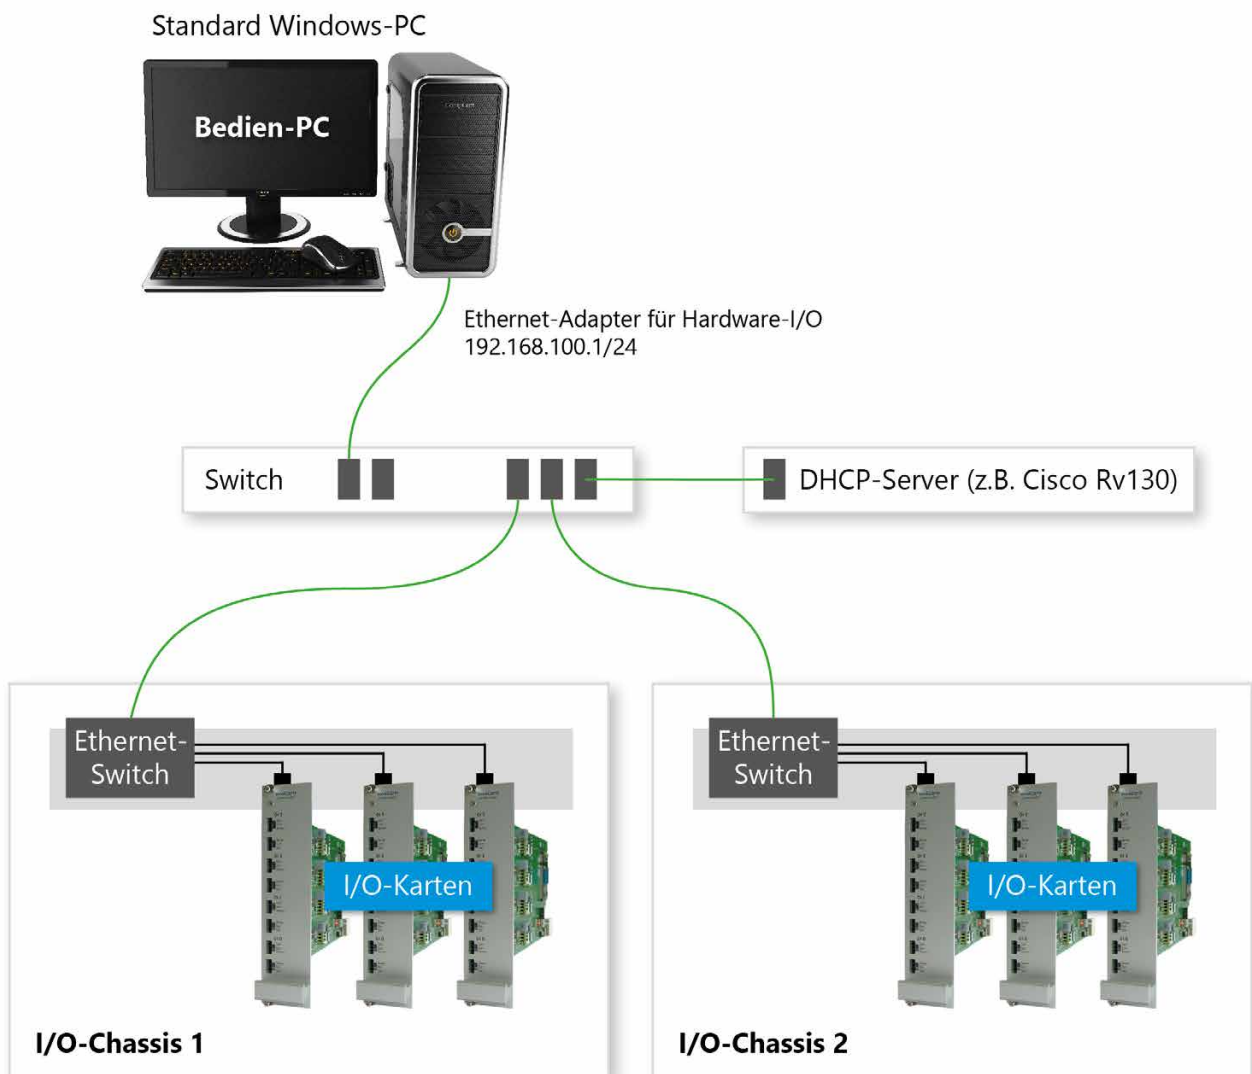 Standard Windows-PC
Bedien-PC
Ethernet-Adapter für Hardware-I/O
192.168.100.1/24
Switch
DHCP-Server (z.B. Cisco Rv130)
Ethernet-
Switch
I/O-Karten
I/O-Chassis 1
Ethernet-
Switch
I/O-Karten
I/O-Chassis 2